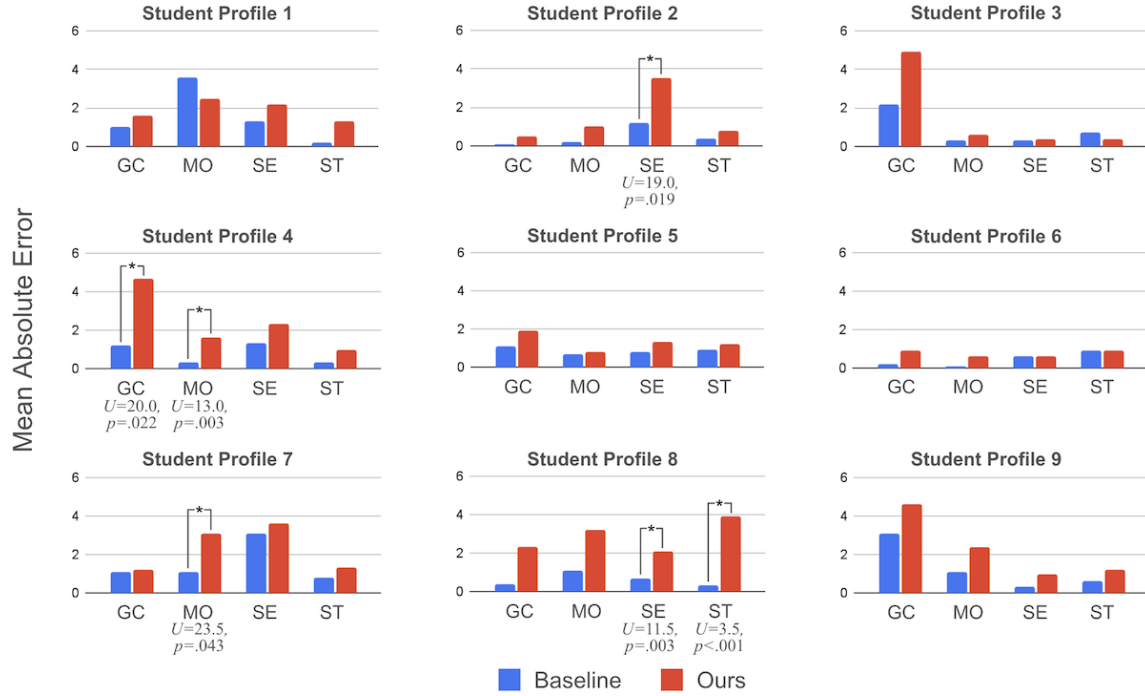 Mean Absolute Error
Student Profile 1
6
4
2
0
GC MO SE ST
Student Profile 2
6
4
2
0
*
GC MO SE ST
U=19.0,
p=.019
Student Profile 3
6
4
2
0
GC MO SE ST
Student Profile 4
6
4
2
0
* *
GC MO SE ST
U=20.0, U=13.0,
p=.022 p=.003
Student Profile 5
6
4
2
0
GC MO SE ST
Student Profile 6
6
4
2
0
GC MO SE ST
Student Profile 7
6
4
2
0
*
GC MO SE ST
U=23.5,
p=.043
Student Profile 8
6
4
2
0
* *
GC MO SE ST
U=11.5, U=3.5,
p=.003 p<.001
Student Profile 9
6
4
2
0
GC MO SE ST
Baseline Ours